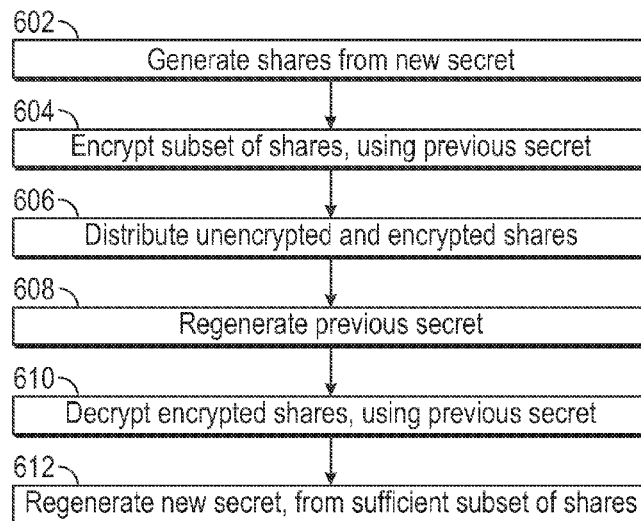 602
Generate shares from new secret
604
Encrypt subset of shares, using previous secret
606
Distribute unencrypted and encrypted shares
608
Regenerate previous secret
610
Decrypt encrypted shares, using previous secret
612
Regenerate new secret, from sufficient subset of shares